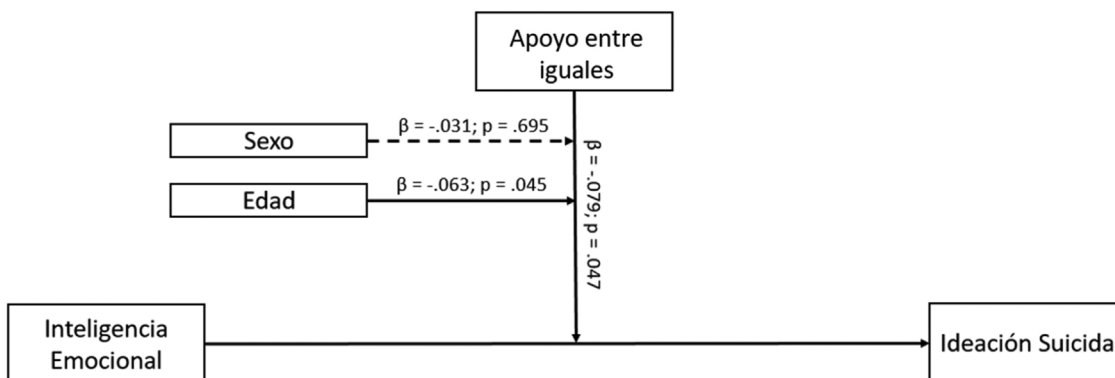 Apoyo entre
iguales
Sexo
β = -.031; p = .695
Edad
β = -.063; p = .045
β = -.079; p = .047
Inteligencia
Emocional
Ideación Suicida